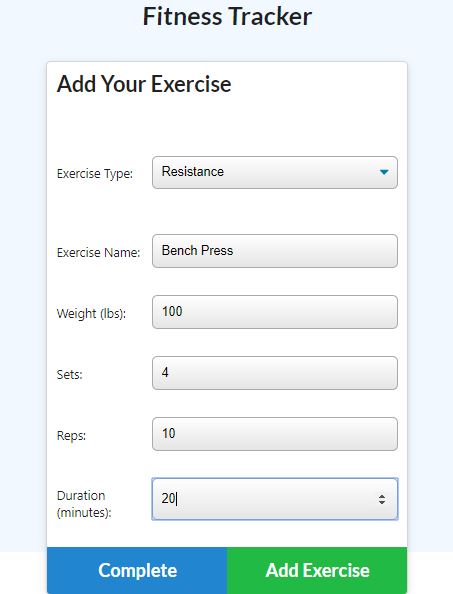 Fitness Tracker
Add Your Exercise
Exercise Type: Resistance
Exercise Name: Bench Press
Weight (lbs): 100
Sets: 4
Reps: 10
Duration
(minutes): 20
Complete Add Exercise